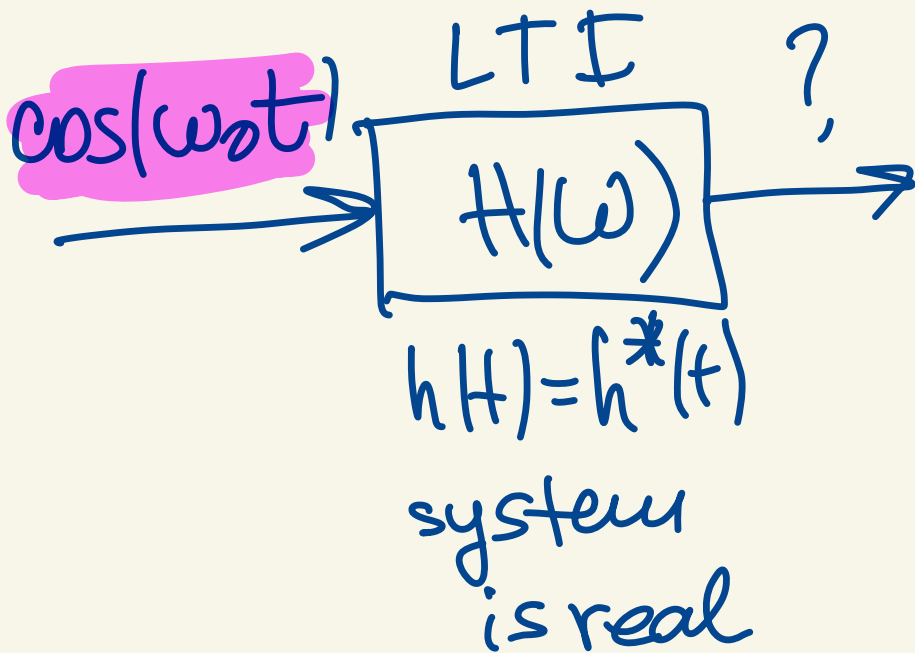 LTI ?
cos(ω₀t)
H(ω)
h(t)=h*(t)
system
is real